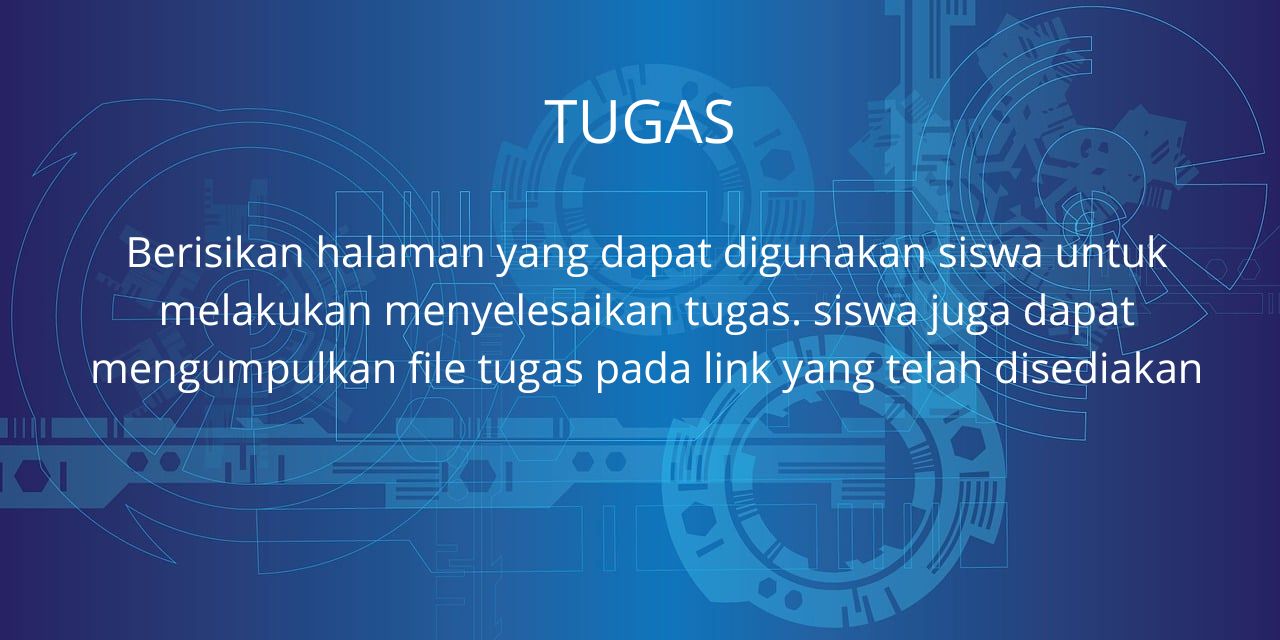 TUGAS
Berisikan halaman yang dapat digunakan siswa untuk
melakukan menyelesaikan tugas. siswa juga dapat
mengumpulkan file tugas pada link yang telah disediakan